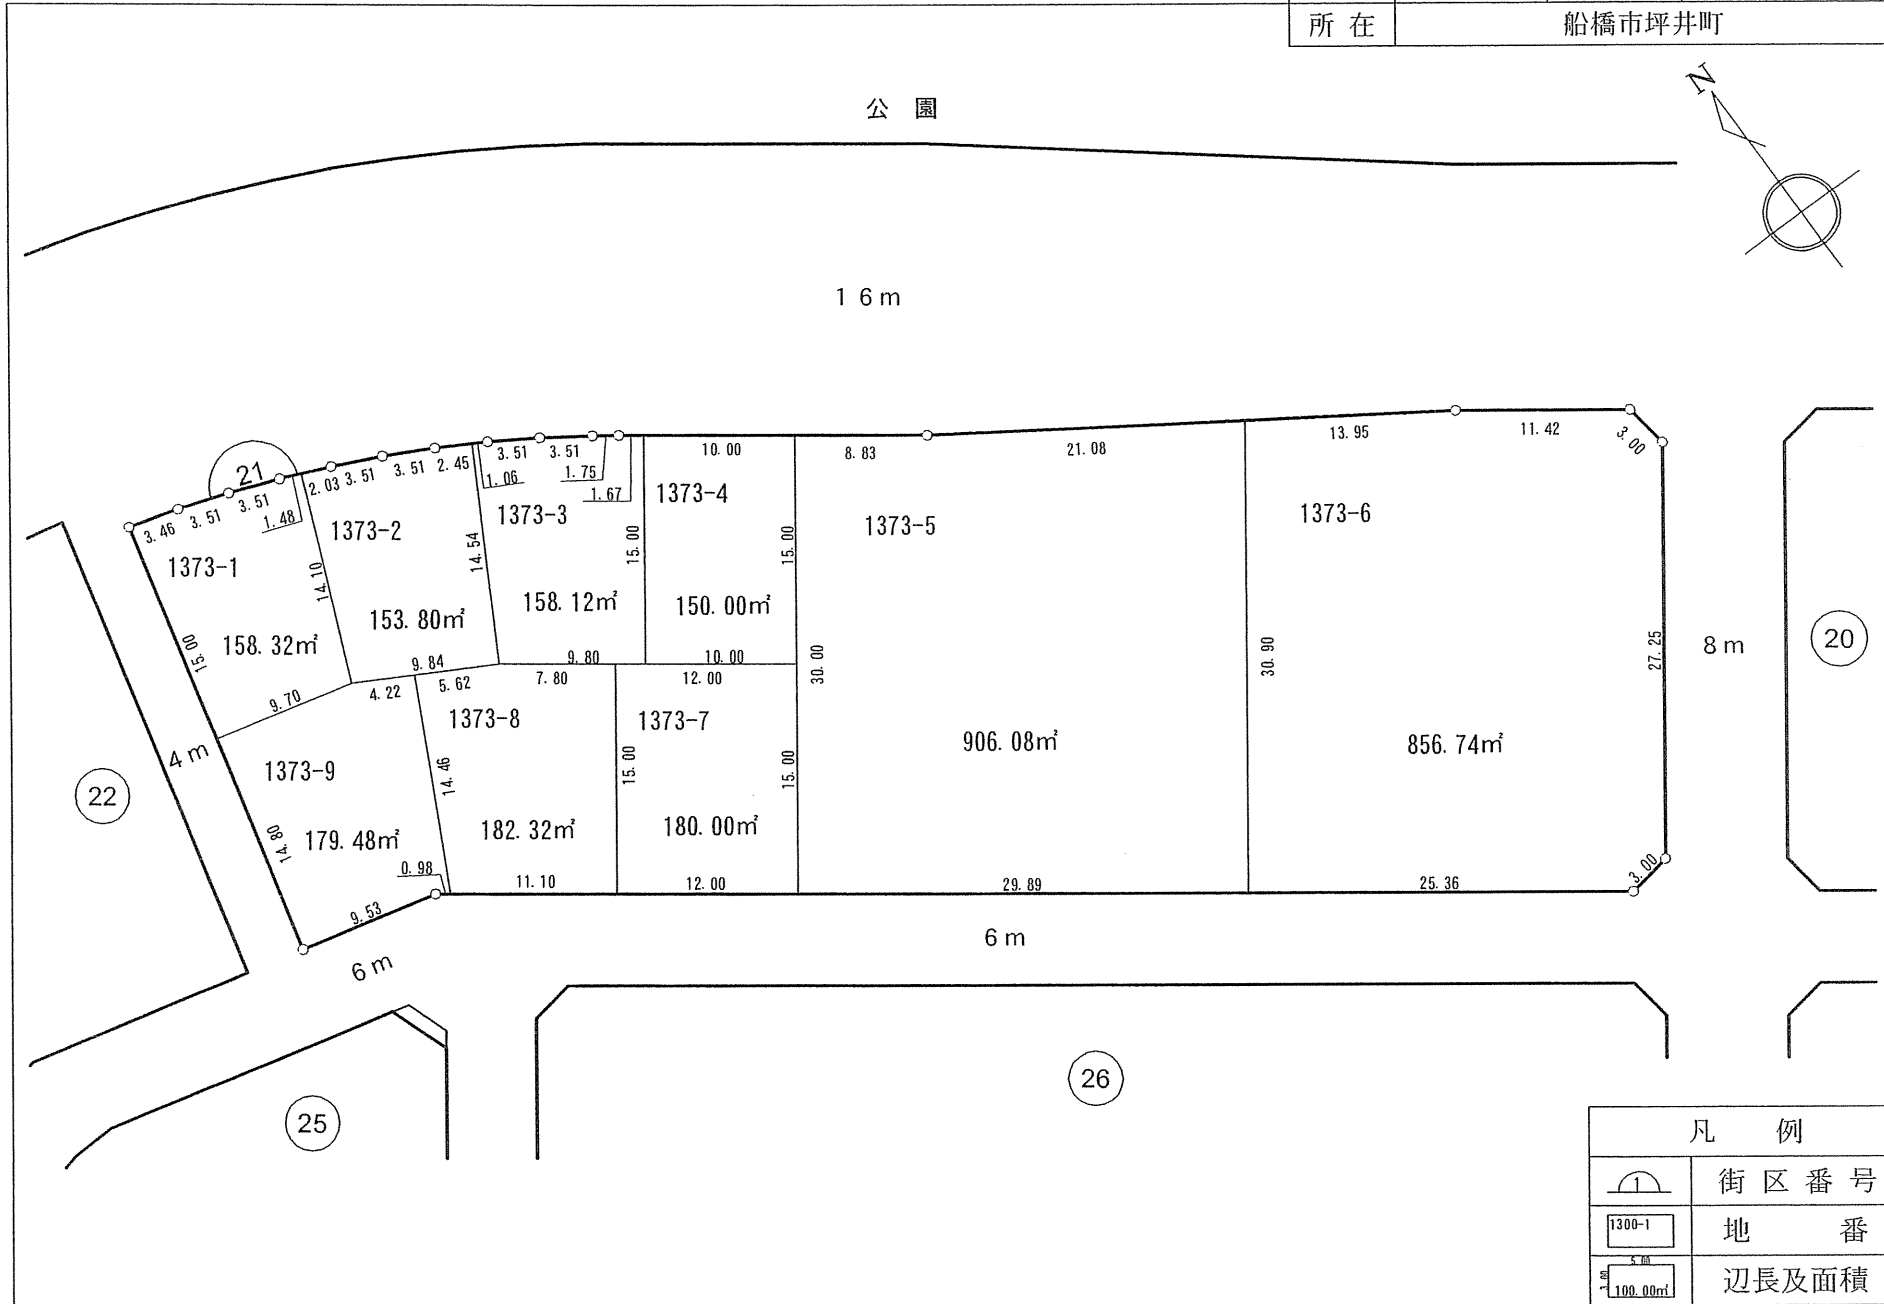 所 在 船橋市坪井町
N
公 園
16m
21
3.46 3.51 3.51 1.48 2.03 3.51 3.51 2.45 1.06 3.51 3.51 1.75 1.67 10.00 8.83 21.08 13.95 11.42 3.00
1373-1
1373-2
1373-3
1373-4
1373-5
1373-6
15.00 14.10 14.54 15.00 15.00
158.32㎡
153.80㎡
158.12㎡
150.00㎡
30.00 30.90 27.25
8m
20
9.70 9.84 9.80 10.00
4.22 5.62 7.80 12.00
4m
22
1373-9
1373-8
1373-7
906.08㎡
856.74㎡
14.80 14.46 15.00 15.00
179.48㎡
182.32㎡
180.00㎡
0.98
9.53 11.10 12.00 29.89 25.36 3.00
6m
6m
25
26
凡 例
1 街区番号
1300-1 地 番
5.00 3.00 100.00㎡ 辺長及面積